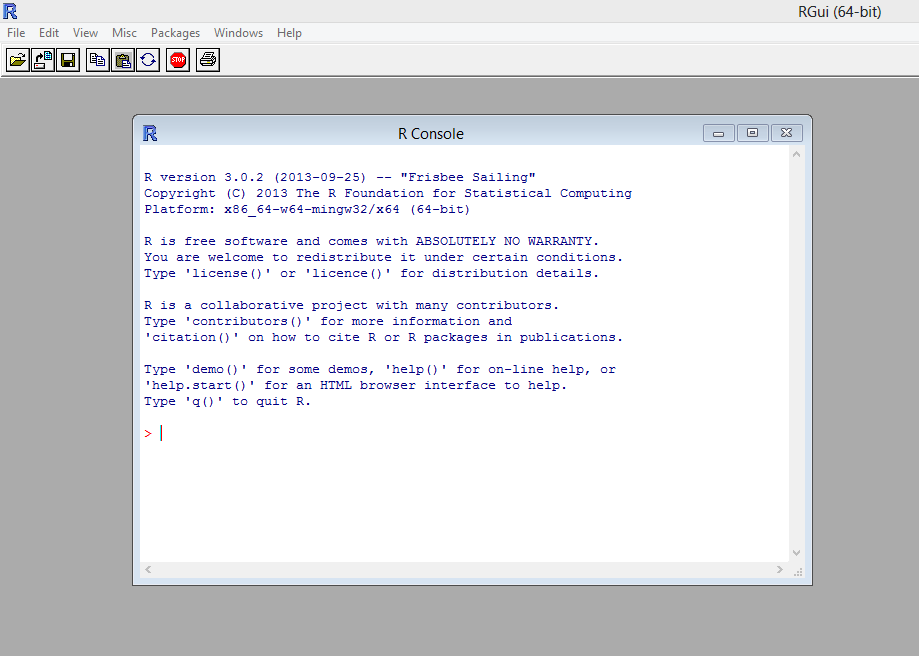 R RGui (64-bit)
File Edit View Misc Packages Windows Help
STOP
R R Console
R version 3.0.2 (2013-09-25) -- "Frisbee Sailing"
Copyright (C) 2013 The R Foundation for Statistical Computing
Platform: x86_64-w64-mingw32/x64 (64-bit)
R is free software and comes with ABSOLUTELY NO WARRANTY.
You are welcome to redistribute it under certain conditions.
Type 'license()' or 'licence()' for distribution details.
R is a collaborative project with many contributors.
Type 'contributors()' for more information and
'citation()' on how to cite R or R packages in publications.
Type 'demo()' for some demos, 'help()' for on-line help, or
'help.start()' for an HTML browser interface to help.
Type 'q()' to quit R.
>